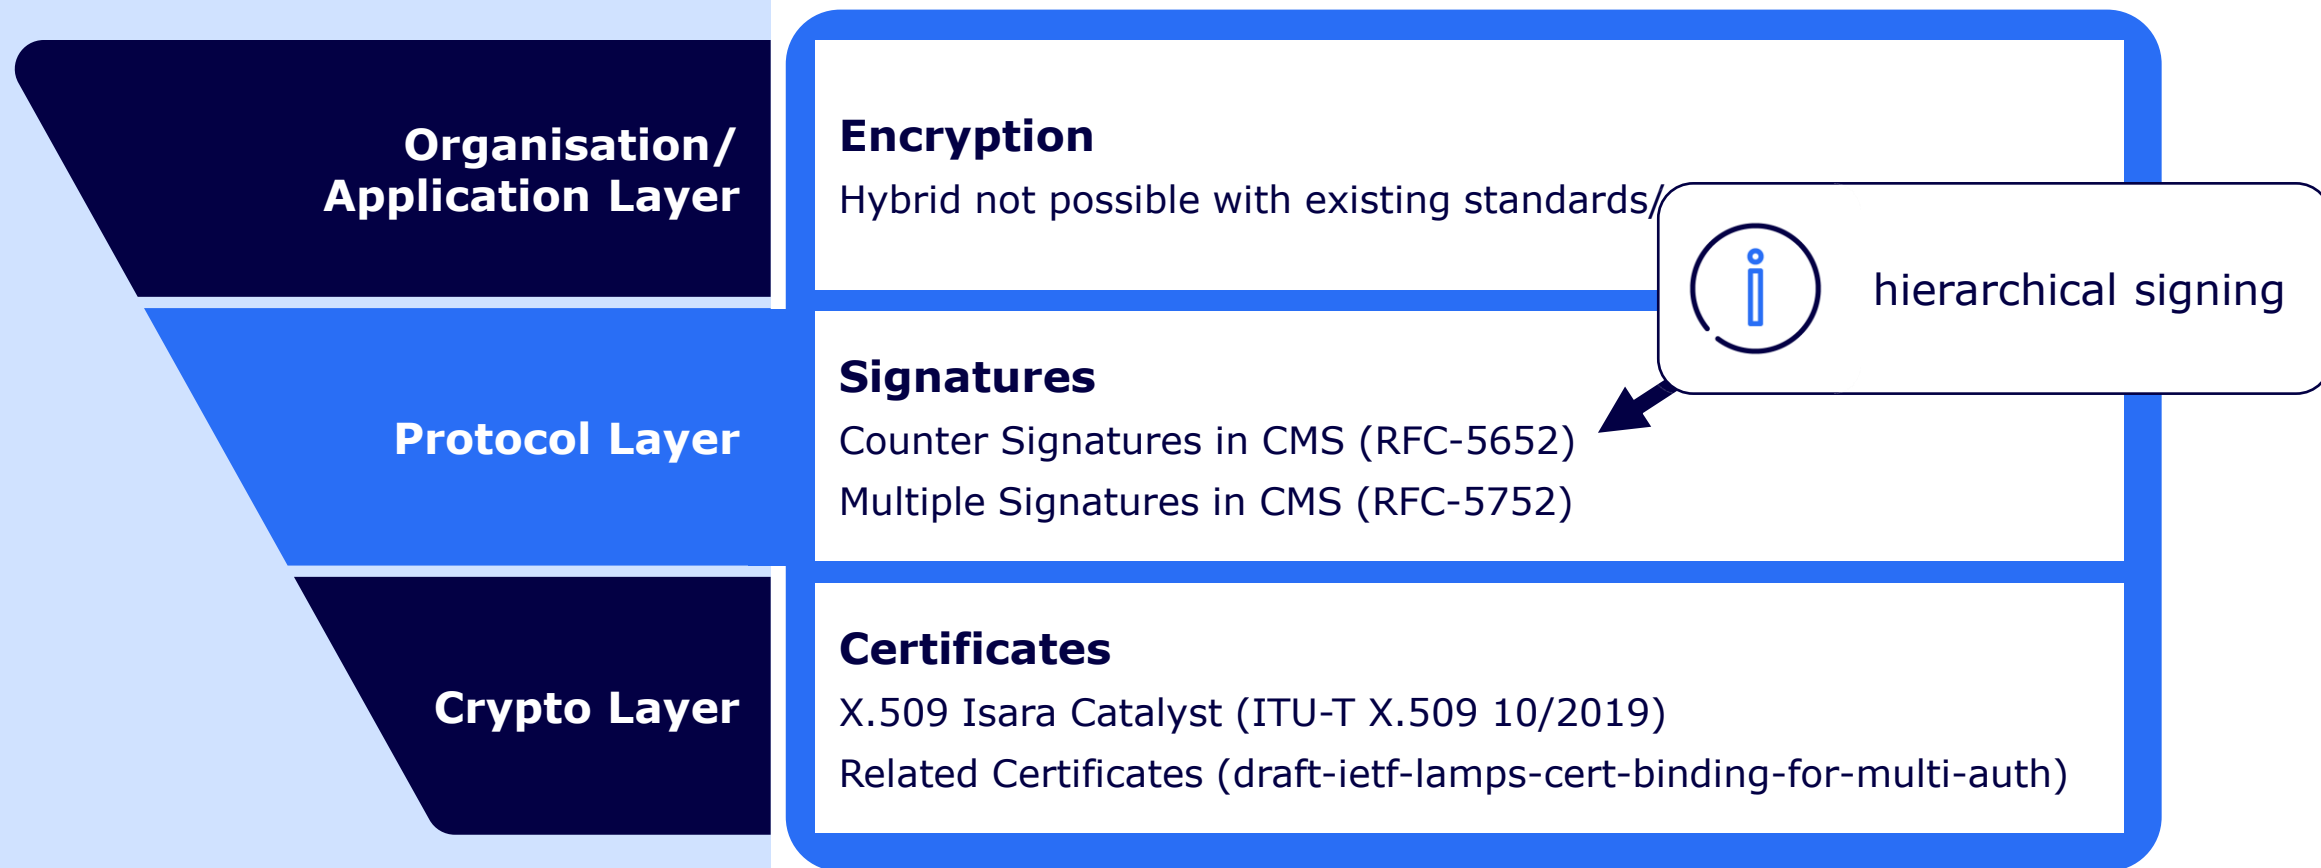 Organisation/
Application Layer
Encryption
Hybrid not possible with existing standards/
hierarchical signing
Protocol Layer
Signatures
Counter Signatures in CMS (RFC-5652)
Multiple Signatures in CMS (RFC-5752)
Crypto Layer
Certificates
X.509 Isara Catalyst (ITU-T X.509 10/2019)
Related Certificates (draft-ietf-lamps-cert-binding-for-multi-auth)